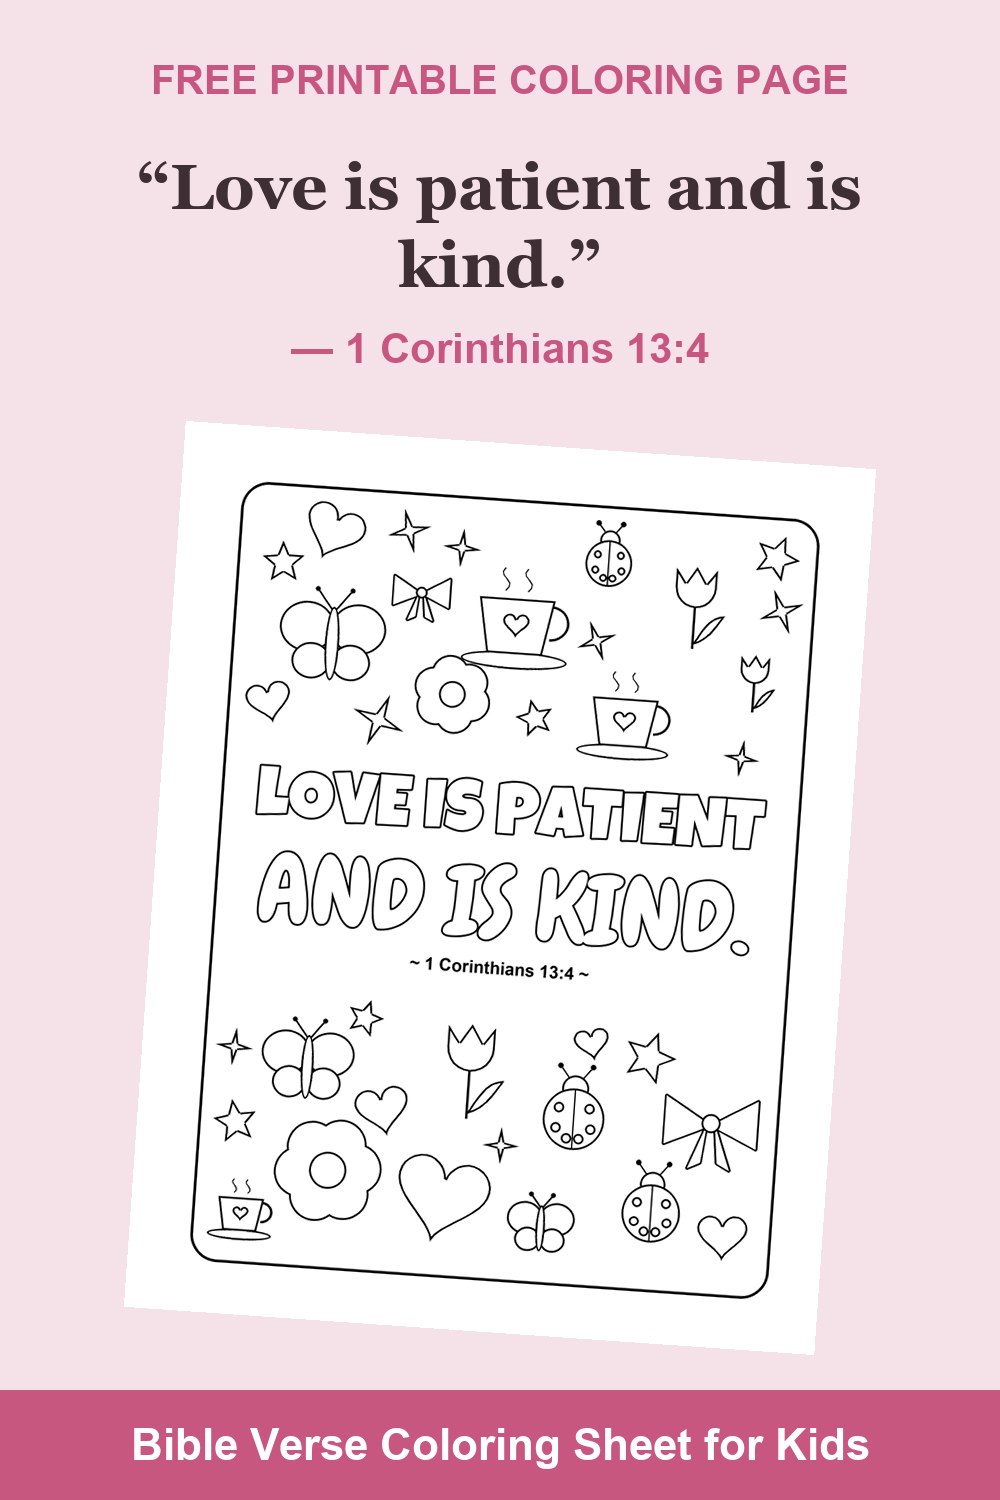 FREE PRINTABLE COLORING PAGE
“Love is patient and is
kind.”
— 1 Corinthians 13:4
LOVE IS PATIENT
AND IS KIND.
~ 1 Corinthians 13:4 ~
Bible Verse Coloring Sheet for Kids